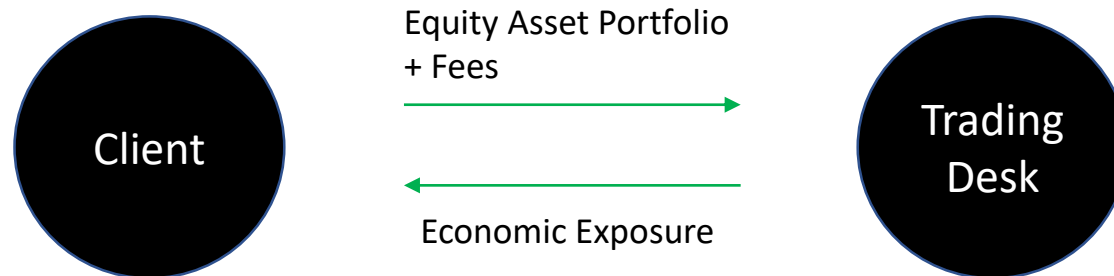 Equity Asset Portfolio
+ Fees
Client
Trading
Desk
Economic Exposure